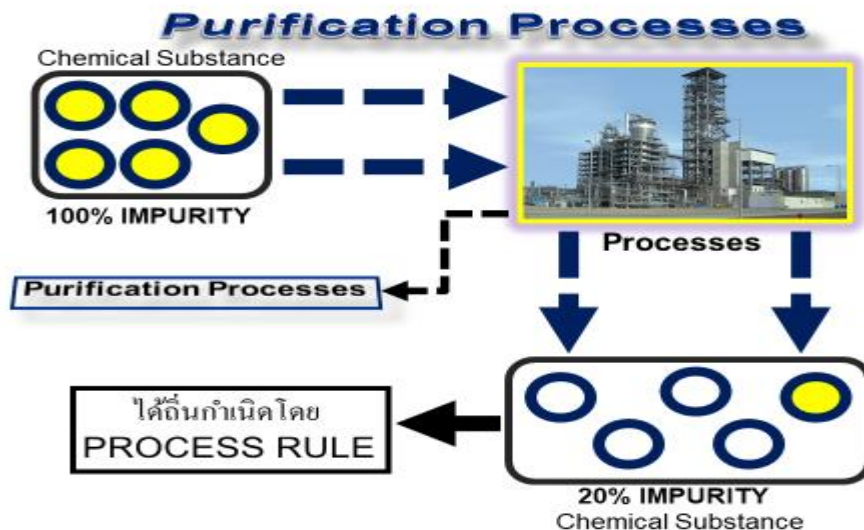 Purification Processes
Chemical Substance
100% IMPURITY
Processes
Purification Processes
ได้ถิ่นกำเนิดโดย
PROCESS RULE
20% IMPURITY
Chemical Substance